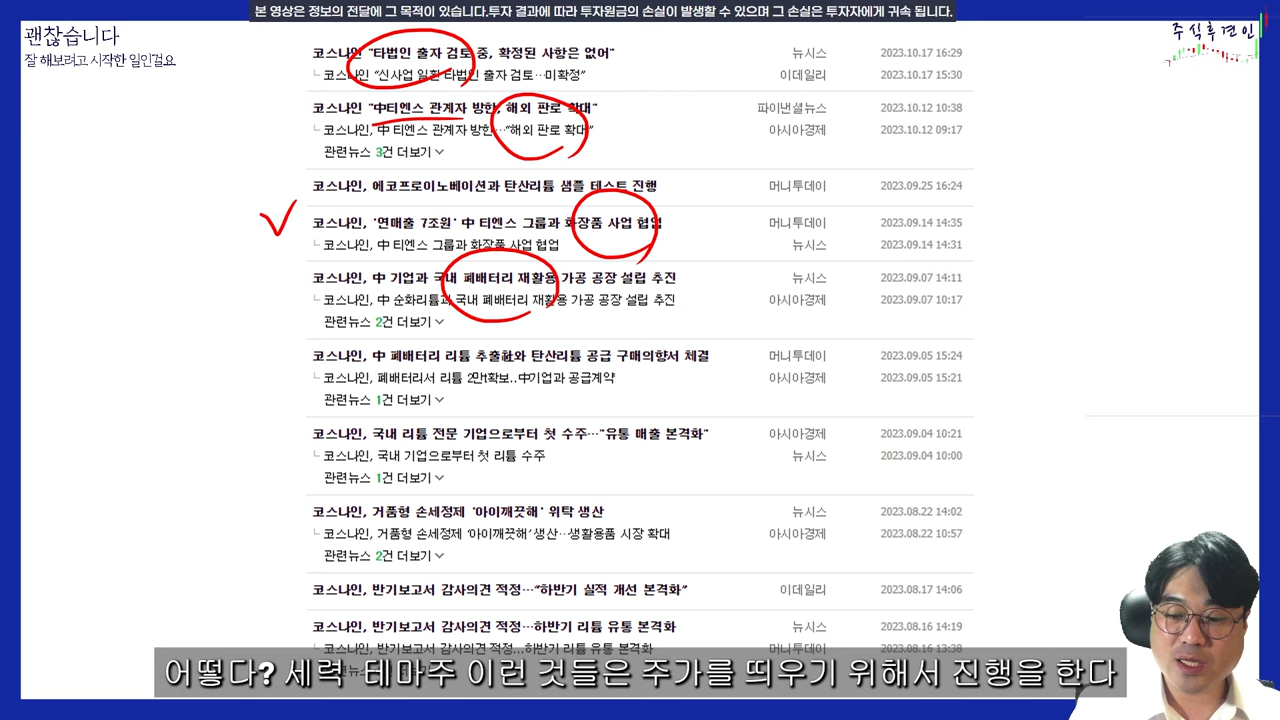 본 영상은 정보의 전달에 그 목적이 있습니다.투자 결과에 따라 투자원금의 손실이 발생할 수 있으며 그 손실은 투자자에게 귀속 됩니다.
괜찮습니다
잘 해보려고 시작한 일인걸요
주식후견인
코스나인 "타법인 출자 검토 중, 확정된 사항은 없어" 뉴시스 2023.10.17 16:29
코스나인 "신사업 일환 타법인 출자 검토…미확정" 이데일리 2023.10.17 15:30
코스나인 "中티엔스 관계자 방한, 해외 판로 확대" 파이낸셜뉴스 2023.10.12 10:38
코스나인, 中 티엔스 관계자 방한…"해외 판로 확대" 아시아경제 2023.10.12 09:17
관련뉴스 3건 더보기
코스나인, 에코프로이노베이션과 탄산리튬 샘플 테스트 진행 머니투데이 2023.09.25 16:24
코스나인, '연매출 7조원' 中 티엔스 그룹과 화장품 사업 협업 머니투데이 2023.09.14 14:35
코스나인, 中 티엔스 그룹과 화장품 사업 협업 뉴시스 2023.09.14 14:31
코스나인, 中 기업과 국내 폐배터리 재활용 가공 공장 설립 추진 뉴시스 2023.09.07 14:11
코스나인, 中 순화리튬과 국내 폐배터리 재활용 가공 공장 설립 추진 아시아경제 2023.09.07 10:17
관련뉴스 2건 더보기
코스나인, 中 폐배터리 리튬 추출社와 탄산리튬 공급 구매의향서 체결 머니투데이 2023.09.05 15:24
코스나인, 폐배터리서 리튬 2만t확보..中기업과 공급계약 아시아경제 2023.09.05 15:21
관련뉴스 1건 더보기
코스나인, 국내 리튬 전문 기업으로부터 첫 수주…"유통 매출 본격화" 아시아경제 2023.09.04 10:21
코스나인, 국내 기업으로부터 첫 리튬 수주 뉴시스 2023.09.04 10:00
관련뉴스 1건 더보기
코스나인, 거품형 손세정제 '아이깨끗해' 위탁 생산 뉴시스 2023.08.22 14:02
코스나인, 거품형 손세정제 '아이깨끗해' 생산…생활용품 시장 확대 아시아경제 2023.08.22 10:57
관련뉴스 2건 더보기
코스나인, 반기보고서 감사의견 적정…"하반기 실적 개선 본격화" 이데일리 2023.08.17 14:06
코스나인, 반기보고서 감사의견 적정…하반기 리튬 유통 본격화 뉴시스 2023.08.16 14:19
코스나인, 반기보고서 감사의견 적정...하반기 리튬 유통 본격화 머니투데이 2023.08.16 13:38
어떻다? 세력 테마주 이런 것들은 주가를 띄우기 위해서 진행을 한다